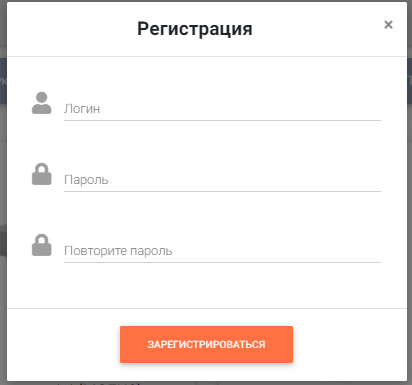 Регистрация
×
Логин
Пароль
Повторите пароль
ЗАРЕГИСТРИРОВАТЬСЯ